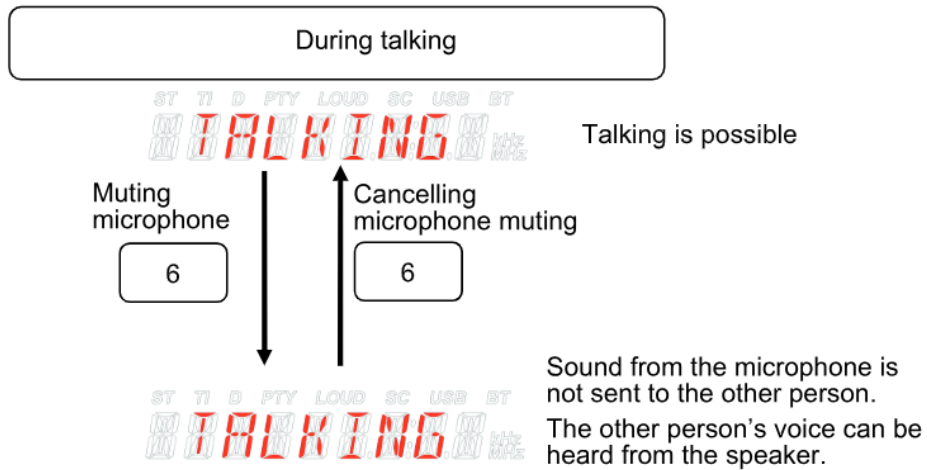 During talking
ST TI D PTY LOUD SC USB BT
TALKING kHz
MHz
Talking is possible
Muting
microphone
6
Cancelling
microphone muting
6
ST TI D PTY LOUD SC USB BT
TALKING kHz
MHz
Sound from the microphone is
not sent to the other person.
The other person's voice can be
heard from the speaker.